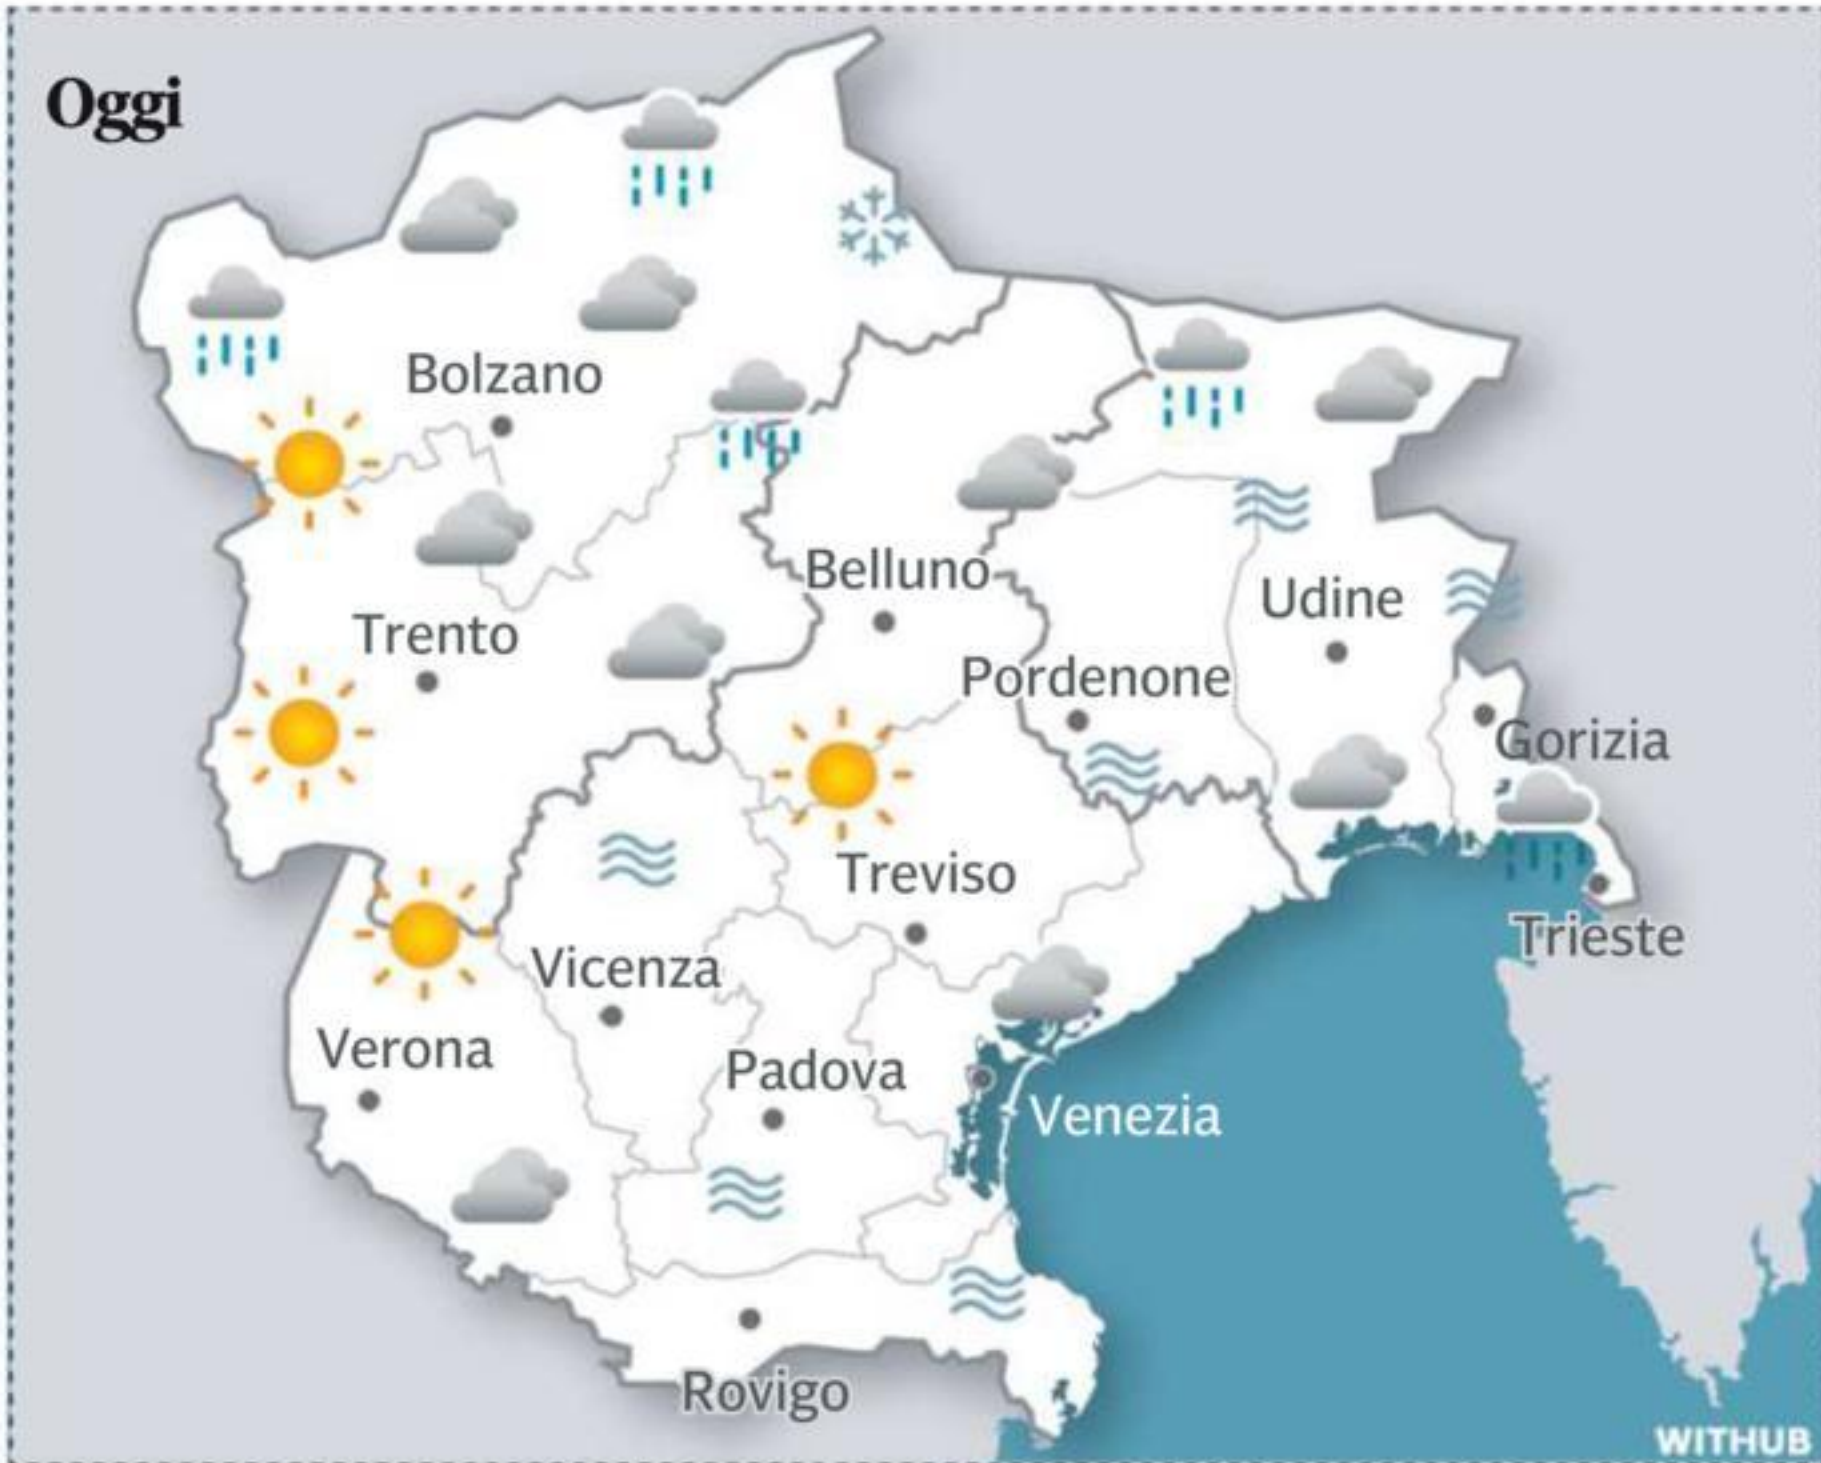 Oggi
Bolzano
Belluno
Udine
Trento
Pordenone
Gorizia
Treviso
Trieste
Vicenza
Verona
Padova
Venezia
Rovigo
WITHUB